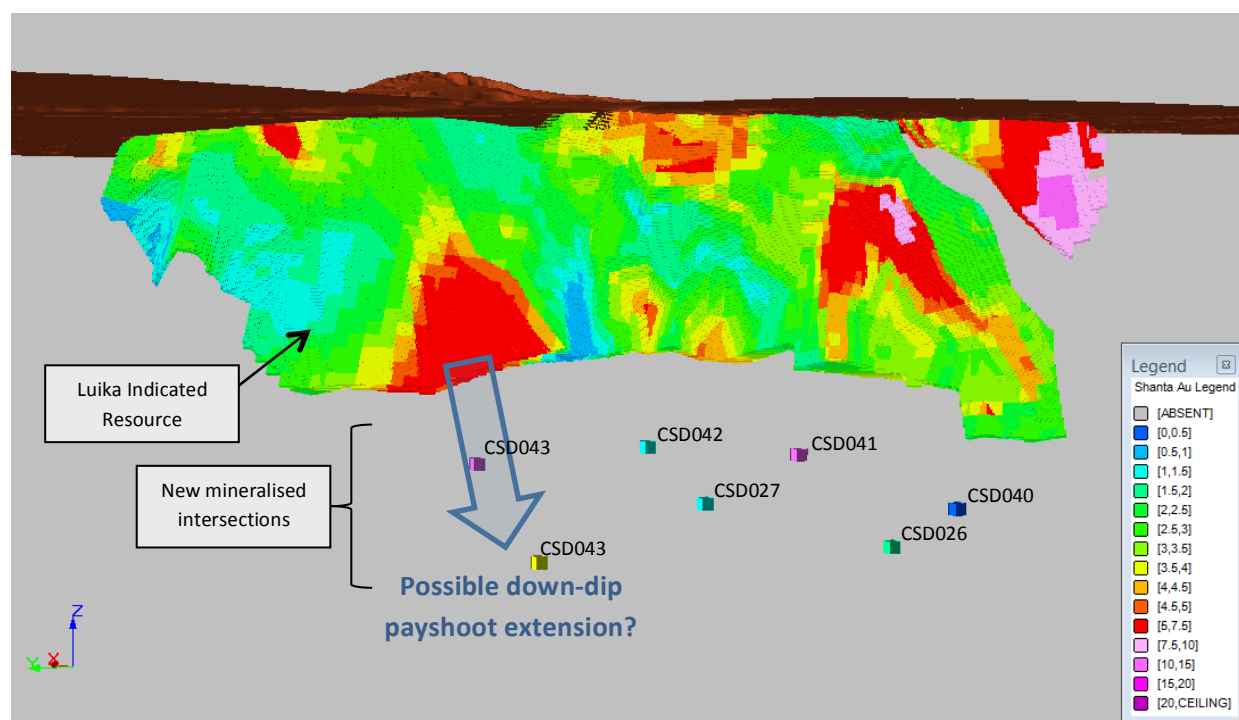 Luika Indicated
Resource
New mineralised
intersections
CSD043
CSD042
CSD041
CSD027
CSD040
CSD026
CSD043
Possible down-dip
payshoot extension?
Z
Y
X
Legend
Shanta Au Legend
[ABSENT]
[0,0.5]
[0.5,1]
[1,1.5]
[1.5,2]
[2,2.5]
[2.5,3]
[3,3.5]
[3.5,4]
[4,4.5]
[4.5,5]
[5,7.5]
[7.5,10]
[10,15]
[15,20]
[20,CEILING]